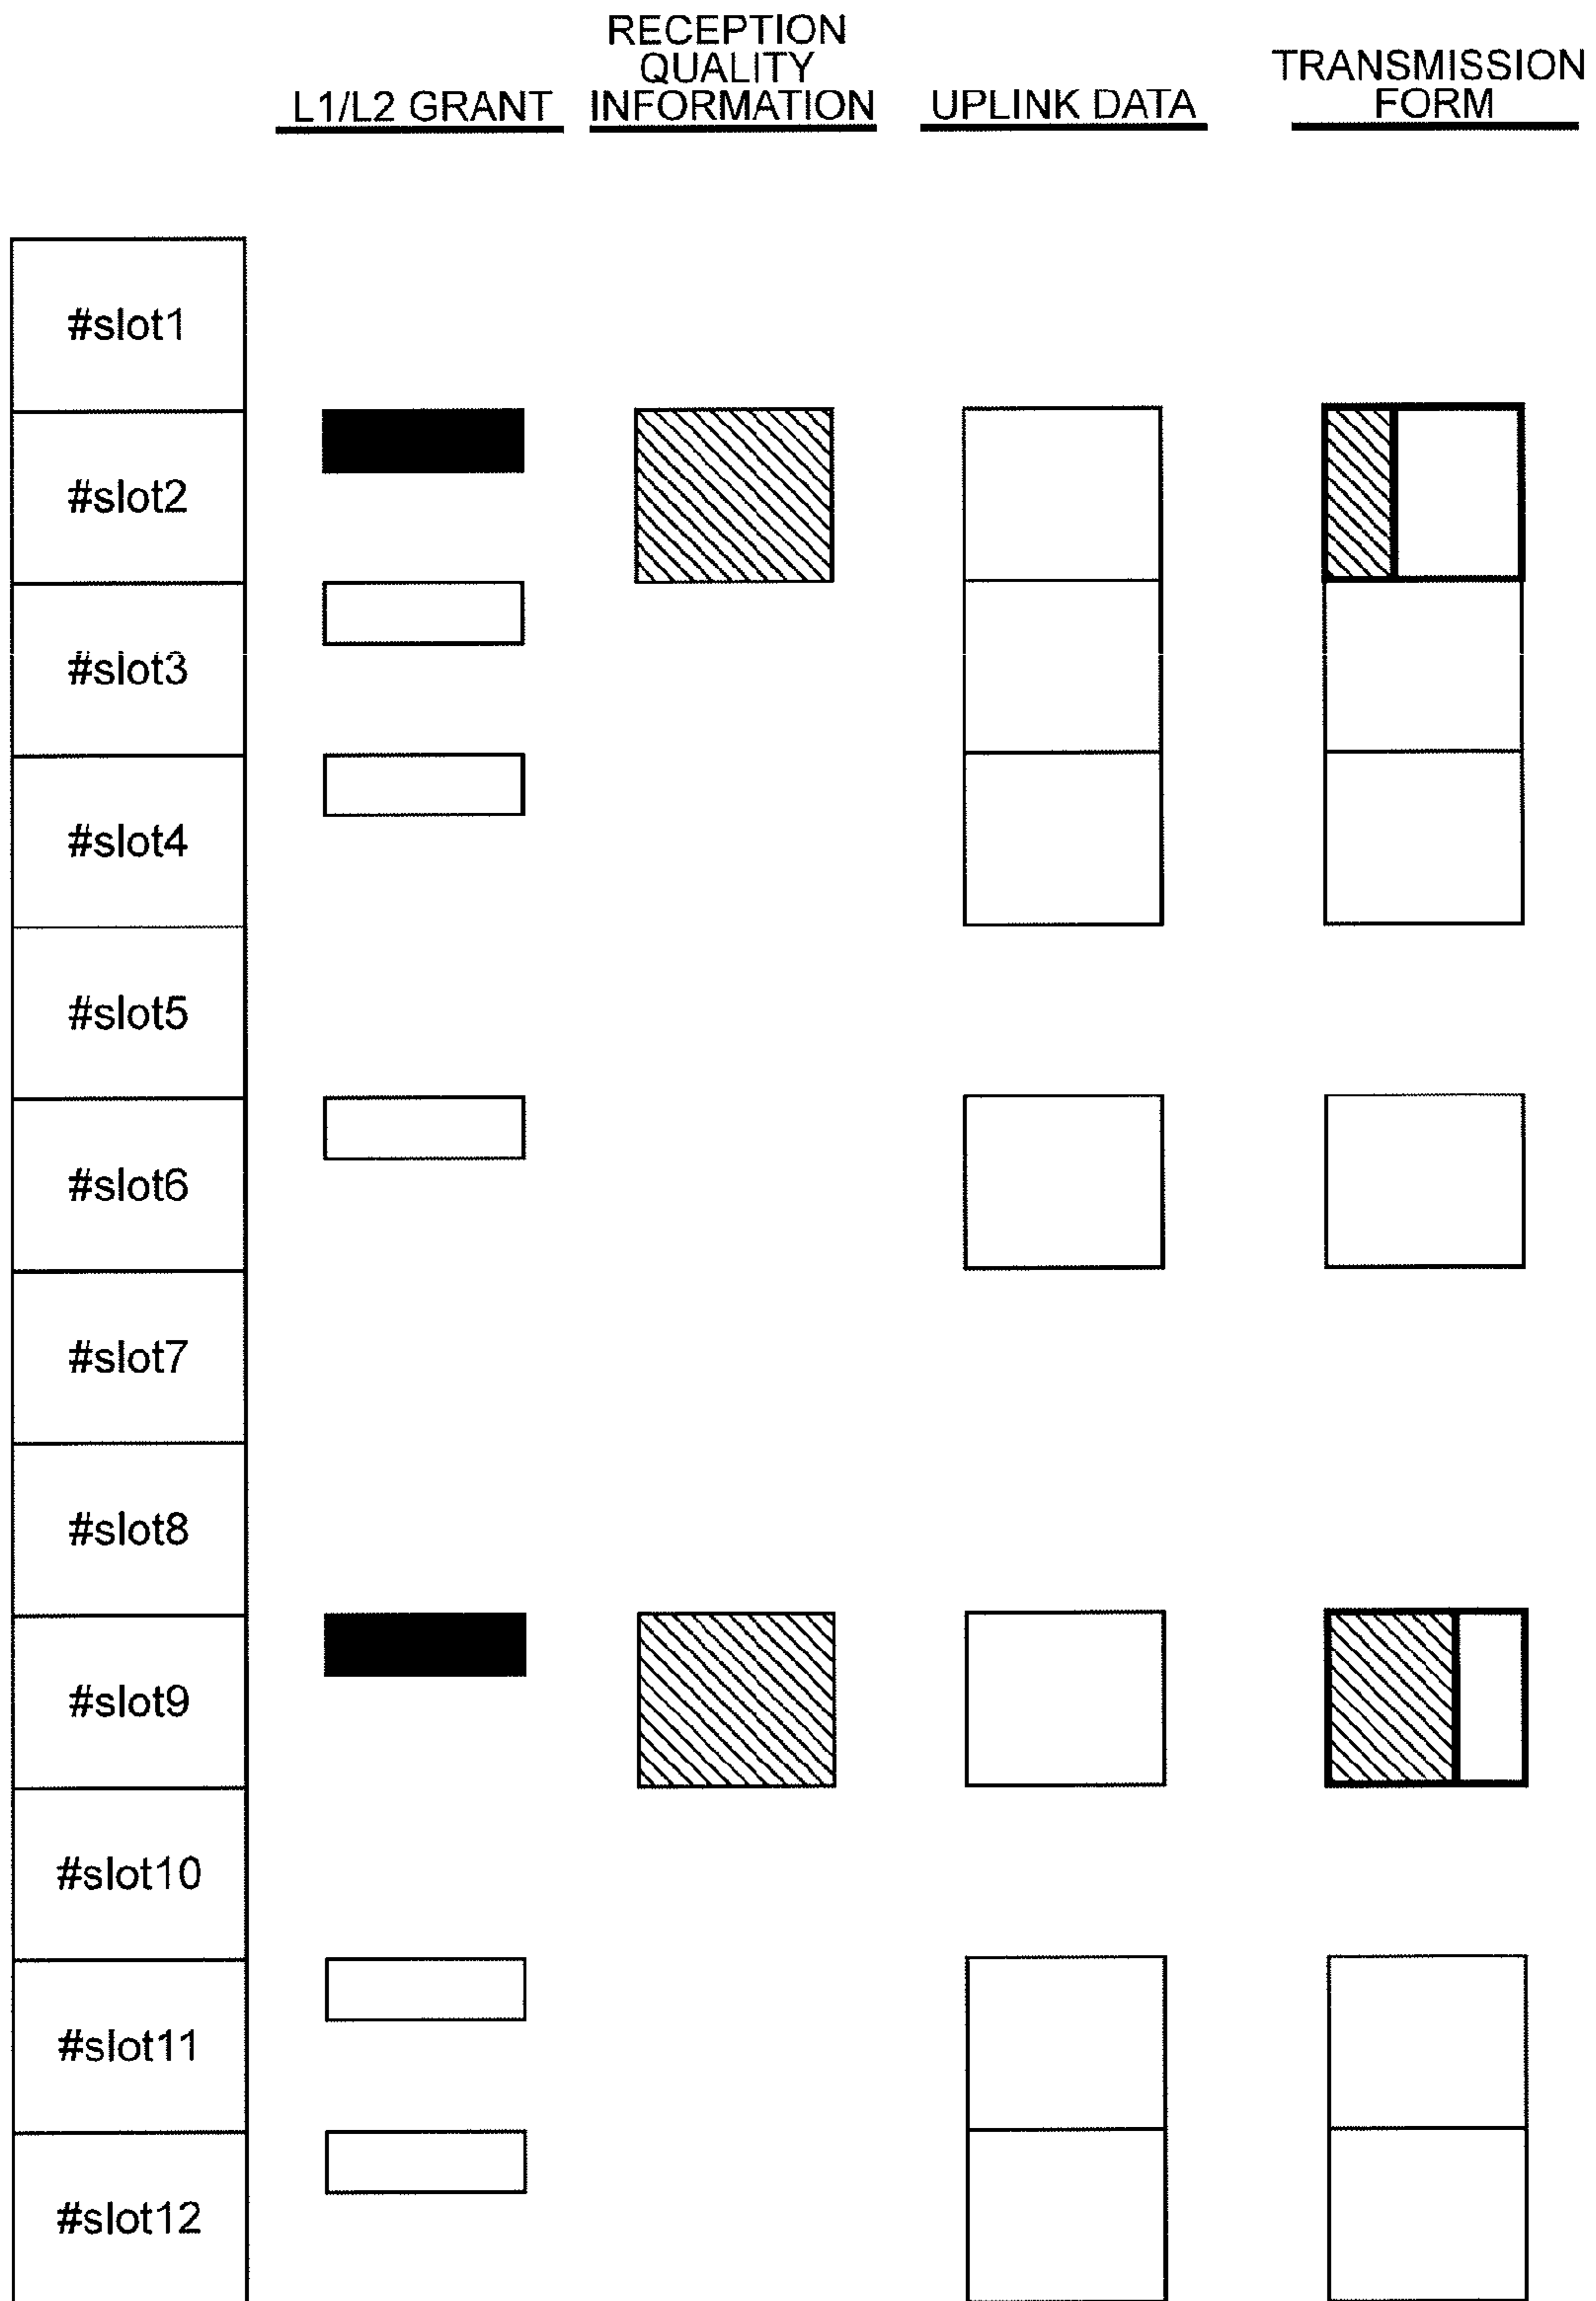 L1/L2 GRANT
RECEPTION
QUALITY
INFORMATION
UPLINK DATA
TRANSMISSION
FORM
#slot1
#slot2
#slot3
#slot4
#slot5
#slot6
#slot7
#slot8
#slot9
#slot10
#slot11
#slot12